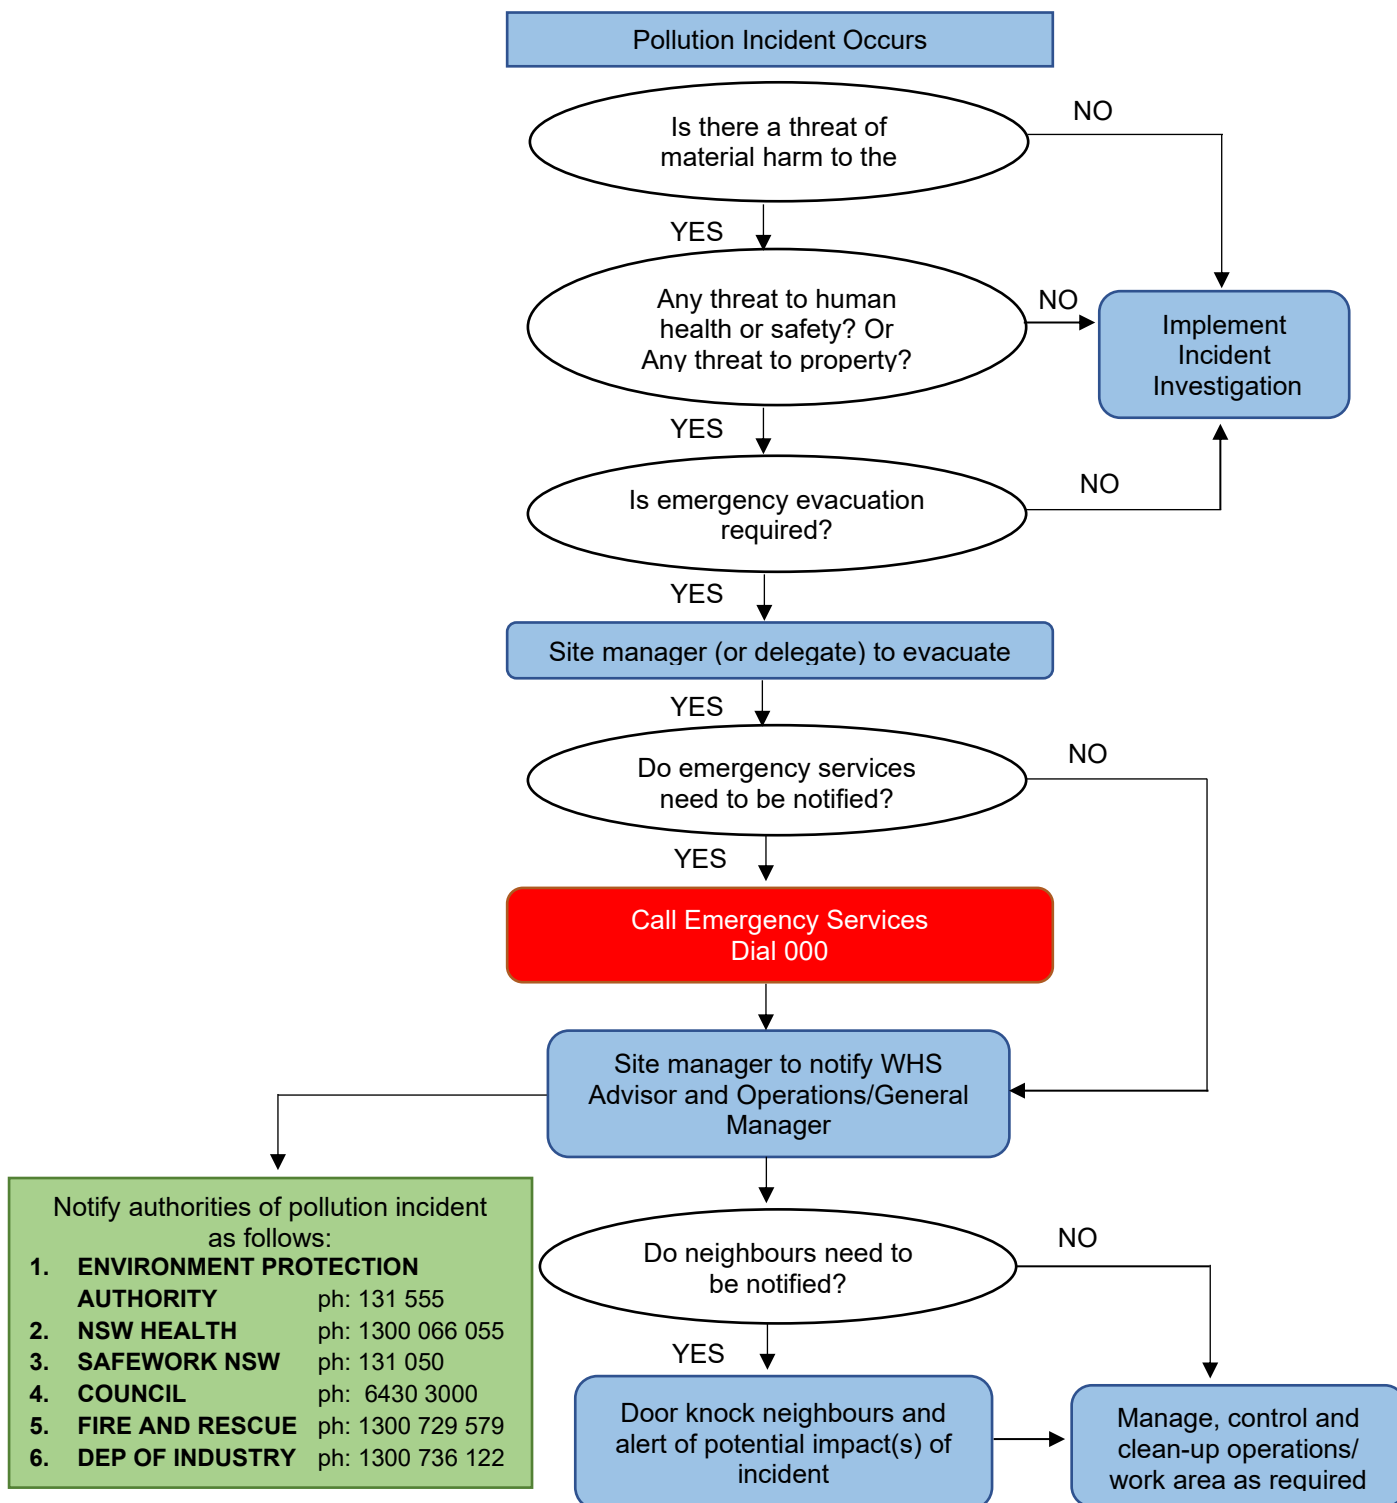 Pollution Incident Occurs
NO
Is there a threat of
material harm to the
YES
Any threat to human
health or safety? Or
Any threat to property?
NO
Implement
Incident
Investigation
YES
Is emergency evacuation
required?
NO
YES
Site manager (or delegate) to evacuate
YES
Do emergency services
need to be notified?
NO
YES
Call Emergency Services
Dial 000
Site manager to notify WHS
Advisor and Operations/General
Manager
Notify authorities of pollution incident
as follows:
1. ENVIRONMENT PROTECTION
AUTHORITY ph: 131 555
2. NSW HEALTH ph: 1300 066 055
3. SAFEWORK NSW ph: 131 050
4. COUNCIL ph: 6430 3000
5. FIRE AND RESCUE ph: 1300 729 579
6. DEP OF INDUSTRY ph: 1300 736 122
Do neighbours need to
be notified?
NO
YES
Door knock neighbours and
alert of potential impact(s) of
incident
Manage, control and
clean-up operations/
work area as required